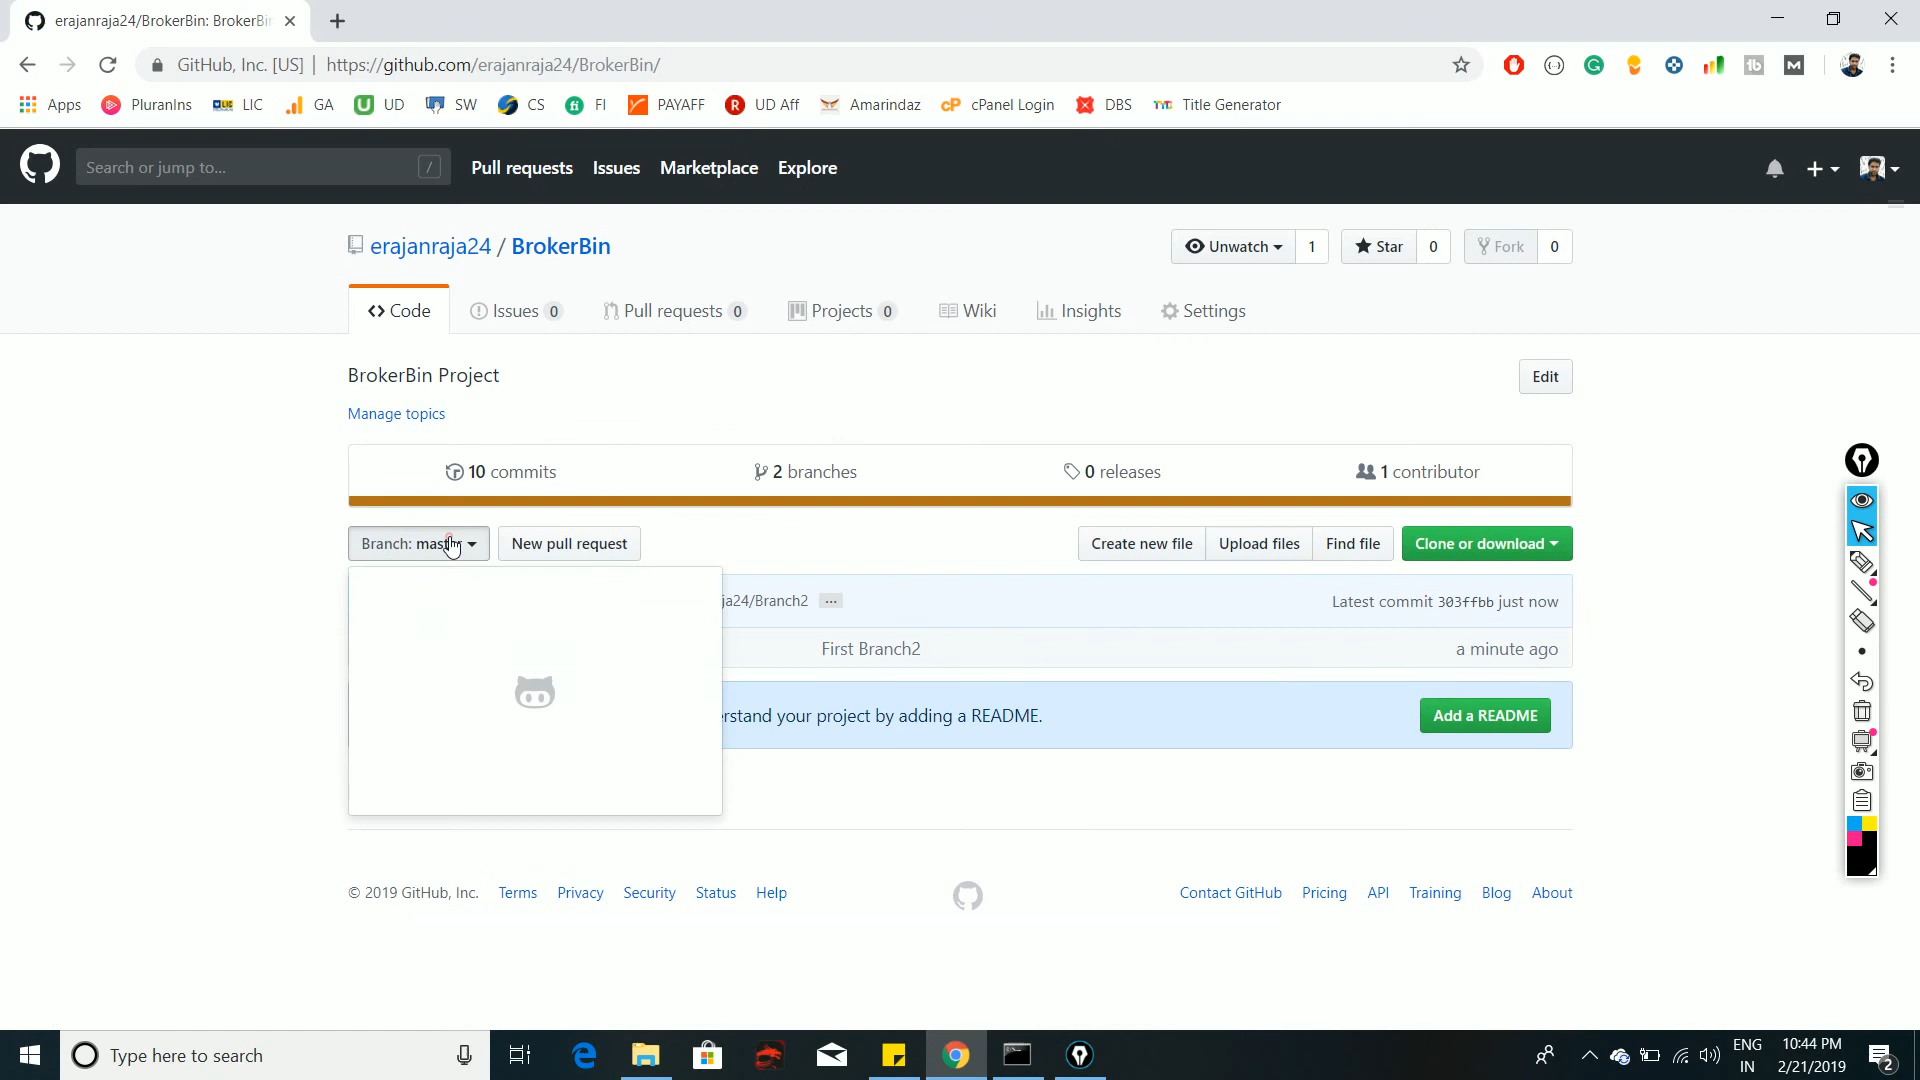 erajanraja24/BrokerBin: BrokerBin
GitHub, Inc. [US] | https://github.com/erajanraja24/BrokerBin/
Apps PluranIns LIC GA UD SW CS FI PAYAFF UD Aff Amarindaz cPanel Login DBS Title Generator
Search or jump to... / Pull requests Issues Marketplace Explore
erajanraja24 / BrokerBin Unwatch 1 Star 0 Fork 0
Code Issues 0 Pull requests 0 Projects 0 Wiki Insights Settings
BrokerBin Project Edit
Manage topics
10 commits 2 branches 0 releases 1 contributor
Branch: New pull request Create new file Upload files Find file Clone or download
ja24/Branch2 ... Latest commit 303ffbb just now
First Branch2 a minute ago
rstand your project by adding a README. Add a README
© 2019 GitHub, Inc. Terms Privacy Security Status Help Contact GitHub Pricing API Training Blog About
Type here to search
ENG 10:44 PM
IN 2/21/2019 2